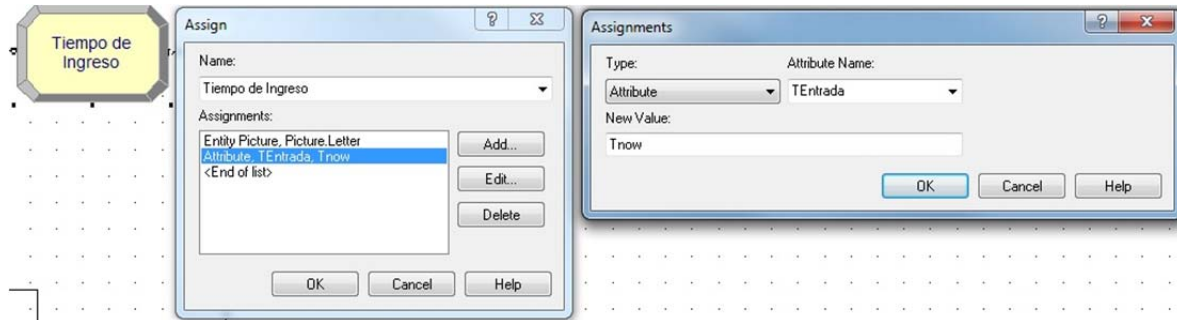 Tiempo de
Ingreso
Assign
Name:
Tiempo de Ingreso
Assignments:
Entity Picture, Picture.Letter
Attribute, TEntrada, Tnow
<End of list>
Add...
Edit...
Delete
OK
Cancel
Help
Assignments
Type:
Attribute Name:
Attribute
TEntrada
New Value:
Tnow
OK
Cancel
Help